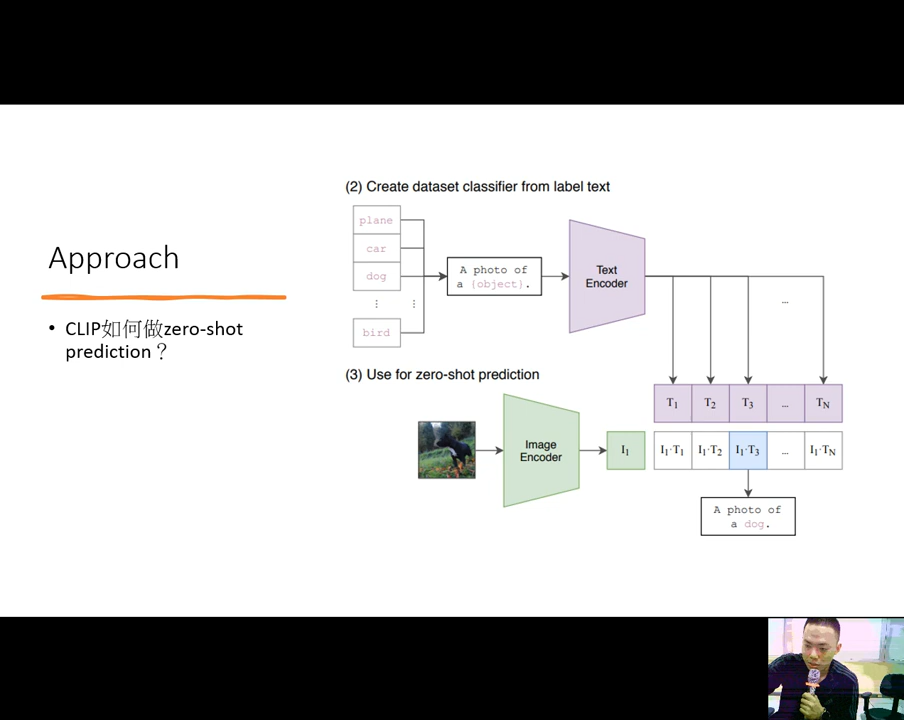 Approach
• CLIP如何做zero-shot
prediction？
(2) Create dataset classifier from label text
plane
car
dog
⋮
⋮
bird
A photo of
a {object}.
Text
Encoder
...
(3) Use for zero-shot prediction
Image
Encoder
I₁
T₁ T₂ T₃ ... T_N
I₁·T₁ I₁·T₂ I₁·T₃ ... I₁·T_N
A photo of
a dog.